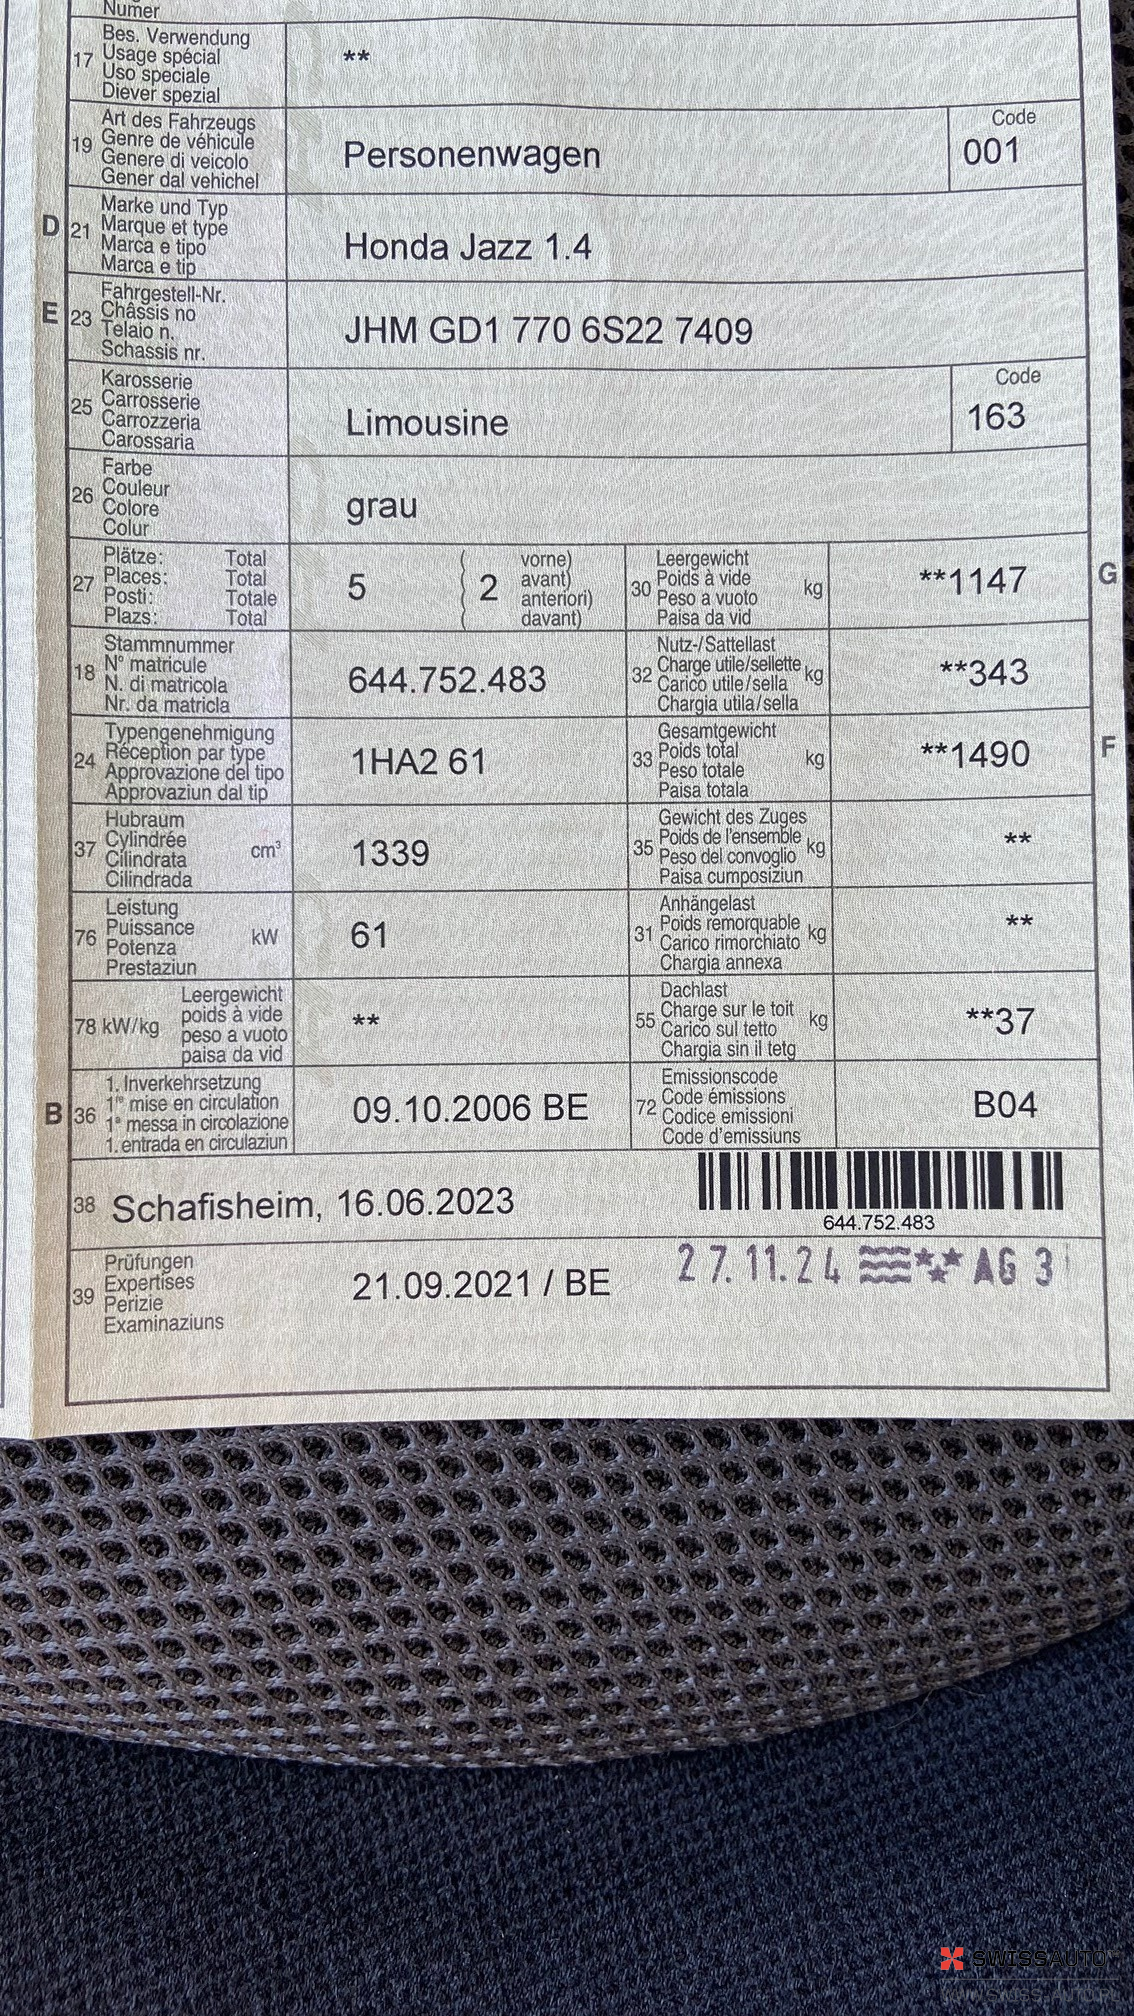 Numer
17 Bes. Verwendung
Usage spécial
Uso speciale
Diever spezial
**
19 Art des Fahrzeugs
Genre de véhicule
Genere di veicolo
Gener dal vehichel
Personenwagen
Code
001
D 21 Marke und Typ
Marque et type
Marca e tipo
Marca e tip
Honda Jazz 1.4
E 23 Fahrgestell-Nr.
Châssis no
Telaio n.
Schassis nr.
JHM GD1 770 6S22 7409
25 Karosserie
Carrosserie
Carrozzeria
Carossaria
Limousine
Code
163
26 Farbe
Couleur
Colore
Colur
grau
27 Plätze: Total
Places: Total
Posti: Totale
Plazs: Total
5 ( 2 vorne)
avant)
anteriori)
davant)
30 Leergewicht
Poids à vide
Peso a vuoto
Paisa da vid
kg
**1147
G
18 Stammnummer
N° matricule
N. di matricola
Nr. da matricla
644.752.483
32 Nutz-/Sattellast
Charge utile/sellette
Carico utile/sella
Chargia utila/sella
kg
**343
24 Typengenehmigung
Réception par type
Approvazione del tipo
Approvaziun dal tip
1HA2 61
33 Gesamtgewicht
Poids total
Peso totale
Paisa totala
kg
**1490
F
37 Hubraum
Cylindrée
Cilindrata
Cilindrada
cm³
1339
35 Gewicht des Zuges
Poids de l'ensemble
Peso del convoglio
Paisa cumposiziun
kg
**
76 Leistung
Puissance
Potenza
Prestaziun
kW
61
31 Anhängelast
Poids remorquable
Carico rimorchiato
Chargia annexa
kg
**
78 kW/kg
Leergewicht
poids à vide
peso a vuoto
paisa da vid
**
55 Dachlast
Charge sur le toit
Carico sul tetto
Chargia sin il tetg
kg
**37
B 36 1. Inverkehrsetzung
1re mise en circulation
1a messa in circolazione
1. entrada en circulaziun
09.10.2006 BE
72 Emissionscode
Code émissions
Codice emissioni
Code d'emissiuns
B04
38 Schafisheim, 16.06.2023
644.752.483
39 Prüfungen
Expertises
Perizie
Examinaziuns
21.09.2021 / BE
27.11.24 AG 3
SWISSAUTO